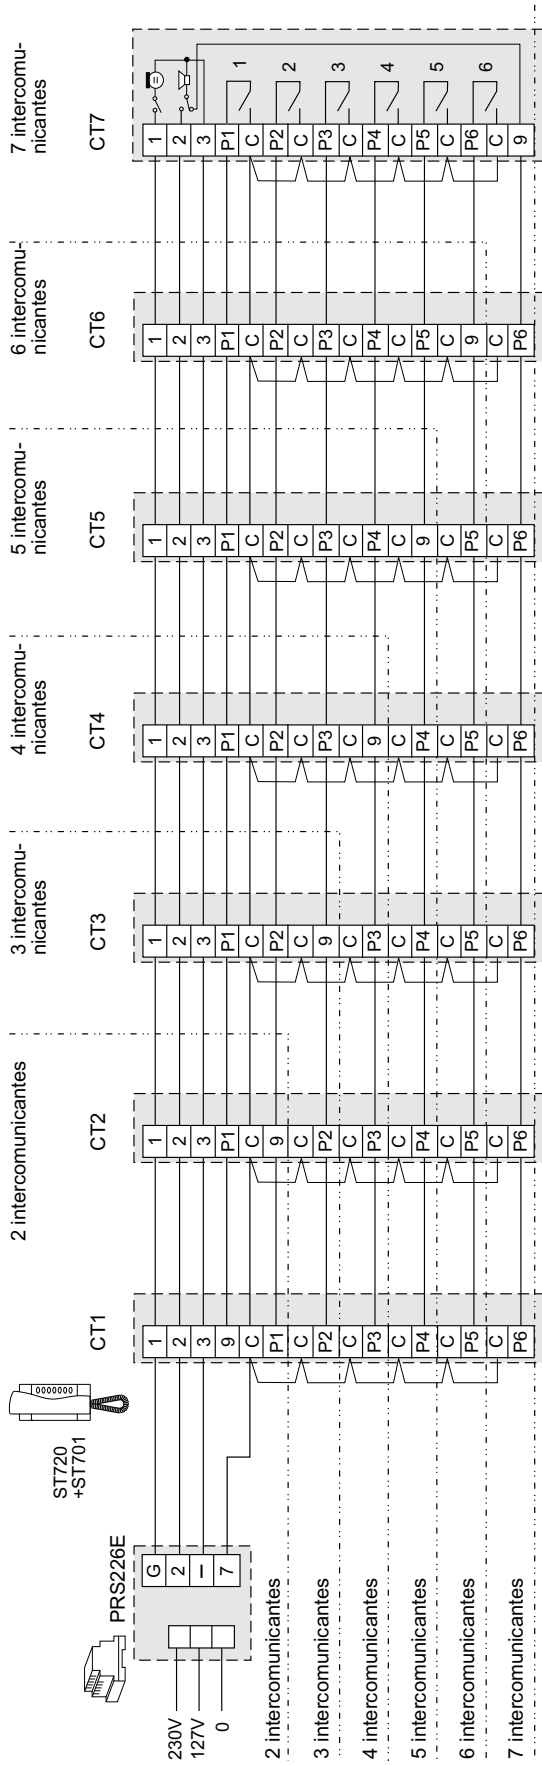 2 intercomunicantes
3 intercomu-
nicantes
4 intercomu-
nicantes
5 intercomu-
nicantes
6 intercomu-
nicantes
7 intercomu-
nicantes
ST720
+ST701
PRS226E
230V
127V
0
G
2
–
7
CT1
1
2
3
9
C
P1
C
P2
C
P3
C
P4
C
P5
C
P6
CT2
1
2
3
P1
C
9
C
P2
C
P3
C
P4
C
P5
C
P6
CT3
1
2
3
P1
C
P2
C
9
C
P3
C
P4
C
P5
C
P6
CT4
1
2
3
P1
C
P2
C
P3
C
9
C
P4
C
P5
C
P6
CT5
1
2
3
P1
C
P2
C
P3
C
P4
C
9
C
P5
C
P6
CT6
1
2
3
P1
C
P2
C
P3
C
P4
C
P5
C
9
C
P6
CT7
1
2
3
P1
C
P2
C
P3
C
P4
C
P5
C
P6
C
9
1
2
3
4
5
6
2 intercomunicantes
3 intercomunicantes
4 intercomunicantes
5 intercomunicantes
6 intercomunicantes
7 intercomunicantes